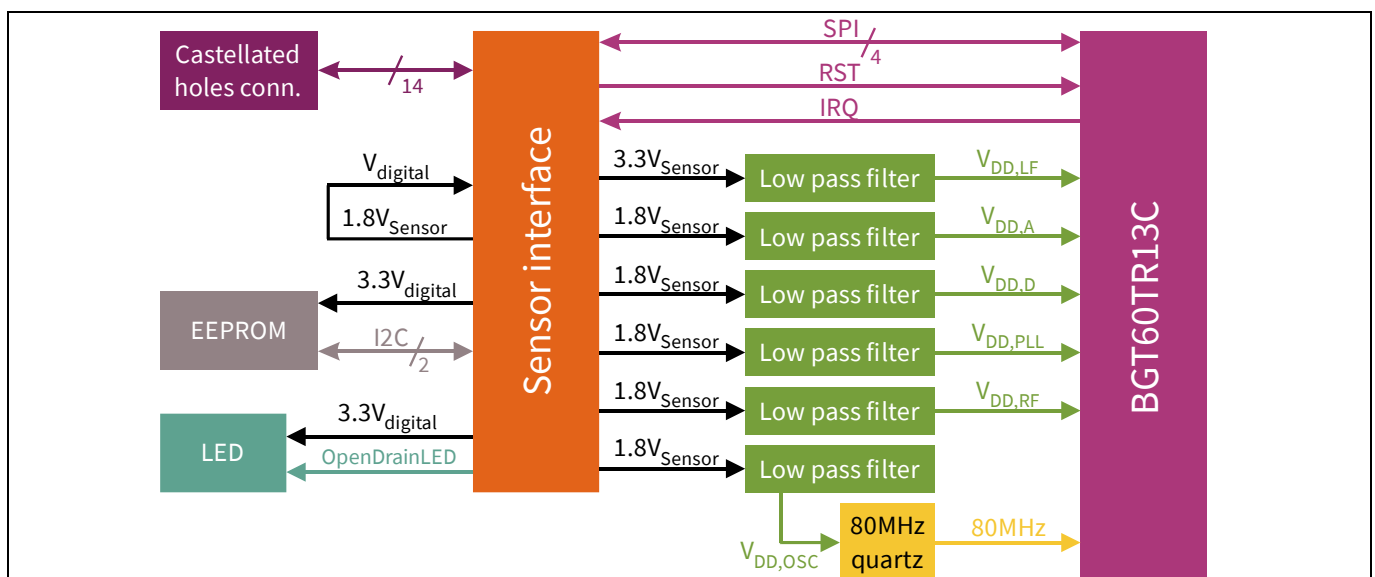 Castellated
holes conn.
14
V_digital
1.8V_Sensor
EEPROM
3.3V_digital
I2C
2
LED
3.3V_digital
OpenDrainLED
Sensor interface
SPI
4
RST
IRQ
3.3V_Sensor
Low pass filter
V_DD,LF
1.8V_Sensor
Low pass filter
V_DD,A
1.8V_Sensor
Low pass filter
V_DD,D
1.8V_Sensor
Low pass filter
V_DD,PLL
1.8V_Sensor
Low pass filter
V_DD,RF
1.8V_Sensor
Low pass filter
V_DD,OSC
80MHz
quartz
80MHz
BGT60TR13C